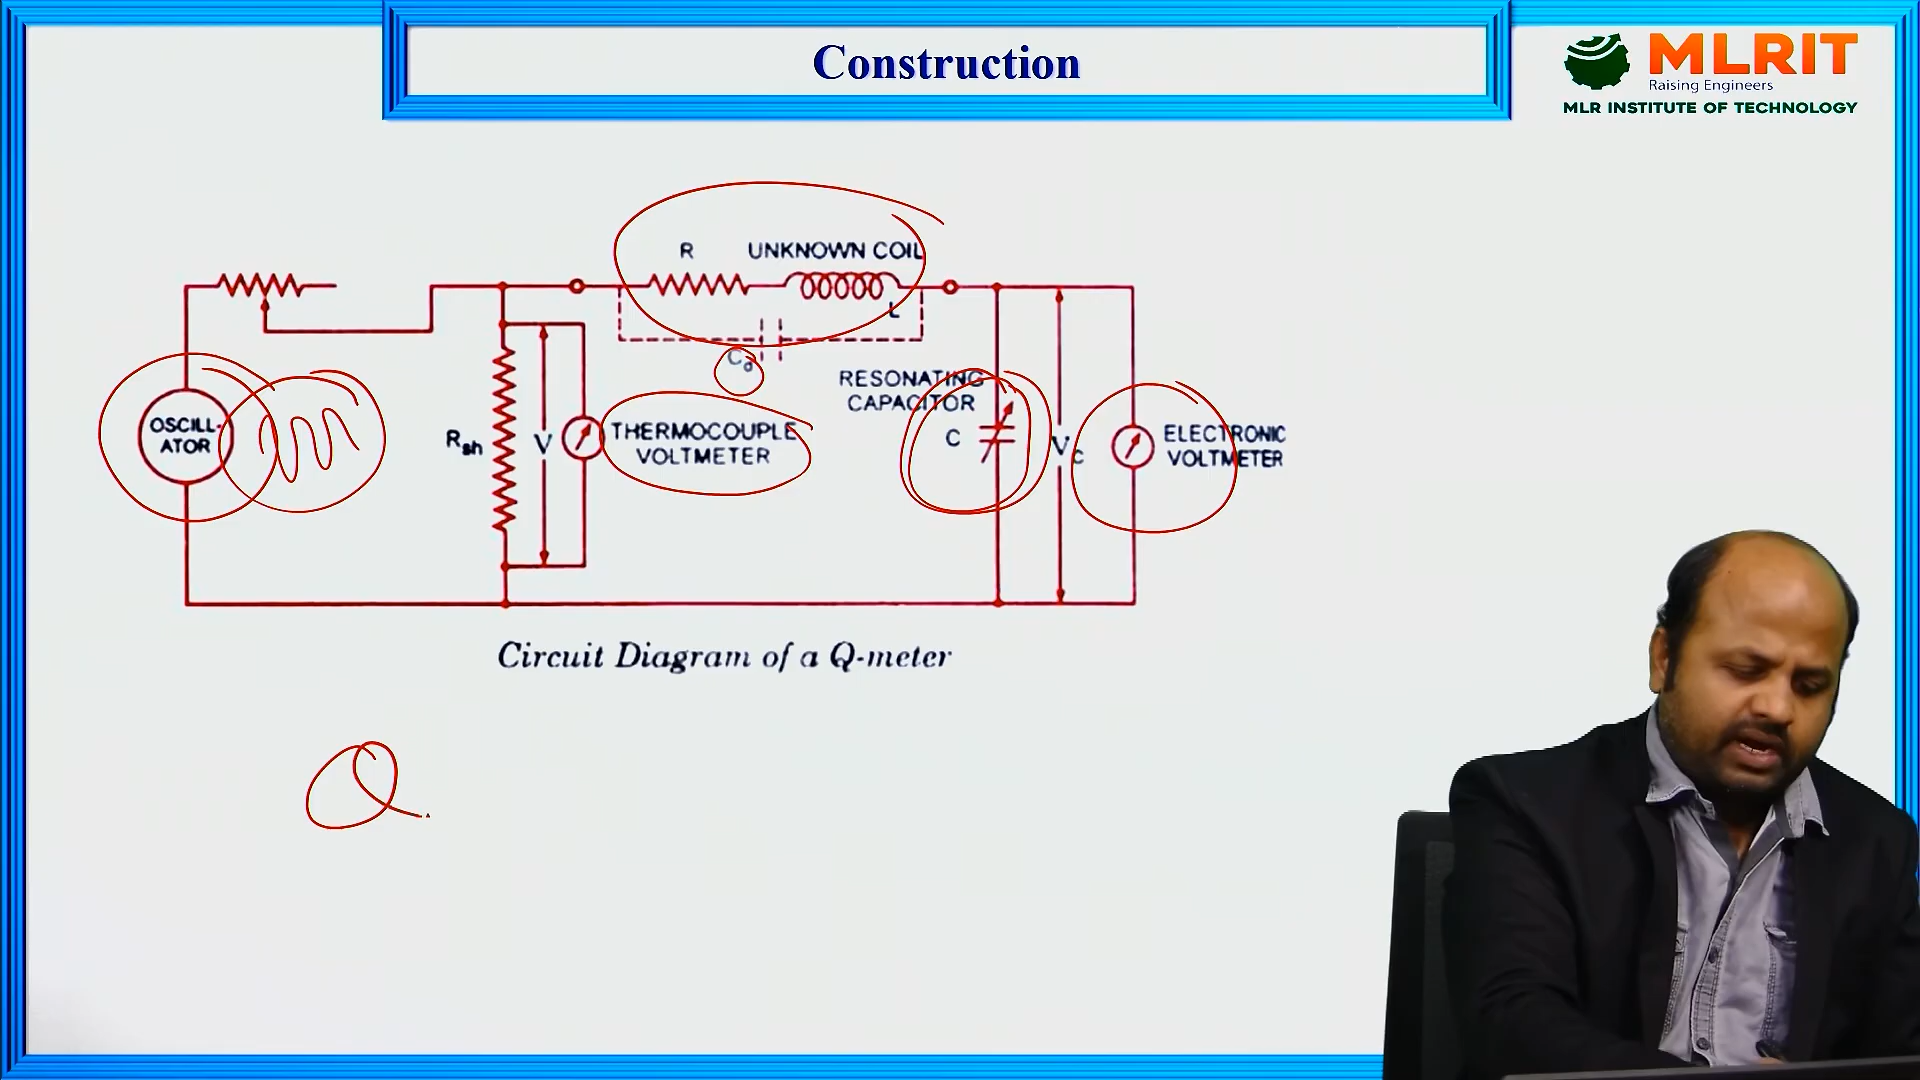 Construction
MLRIT
Raising Engineers
MLR INSTITUTE OF TECHNOLOGY
R UNKNOWN COIL
L
Cd
RESONATING
CAPACITOR
OSCILL-
ATOR
Rsh
V
THERMOCOUPLE
VOLTMETER
C
Vc
ELECTRONIC
VOLTMETER
Circuit Diagram of a Q-meter
Q